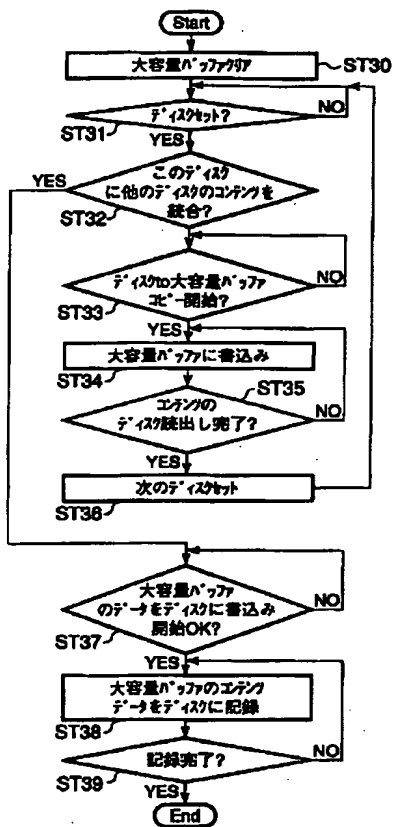 Start
大容量バッファクリア
ST30
ディスクセット?
NO
ST31
YES
YES
このディスク
に他のディスクのコンテンツを
統合?
ST32
ディスクto大容量バッファ
コピー開始?
NO
ST33
YES
大容量バッファに書込み
ST34
ST35
コンテンツの
ディスク読出し完了?
NO
YES
次のディスクセット
ST36
大容量バッファ
のデータをディスクに書込み
開始OK?
NO
ST37
YES
大容量バッファのコンテンツ
データをディスクに記録
ST38
記録完了?
NO
ST39
YES
End